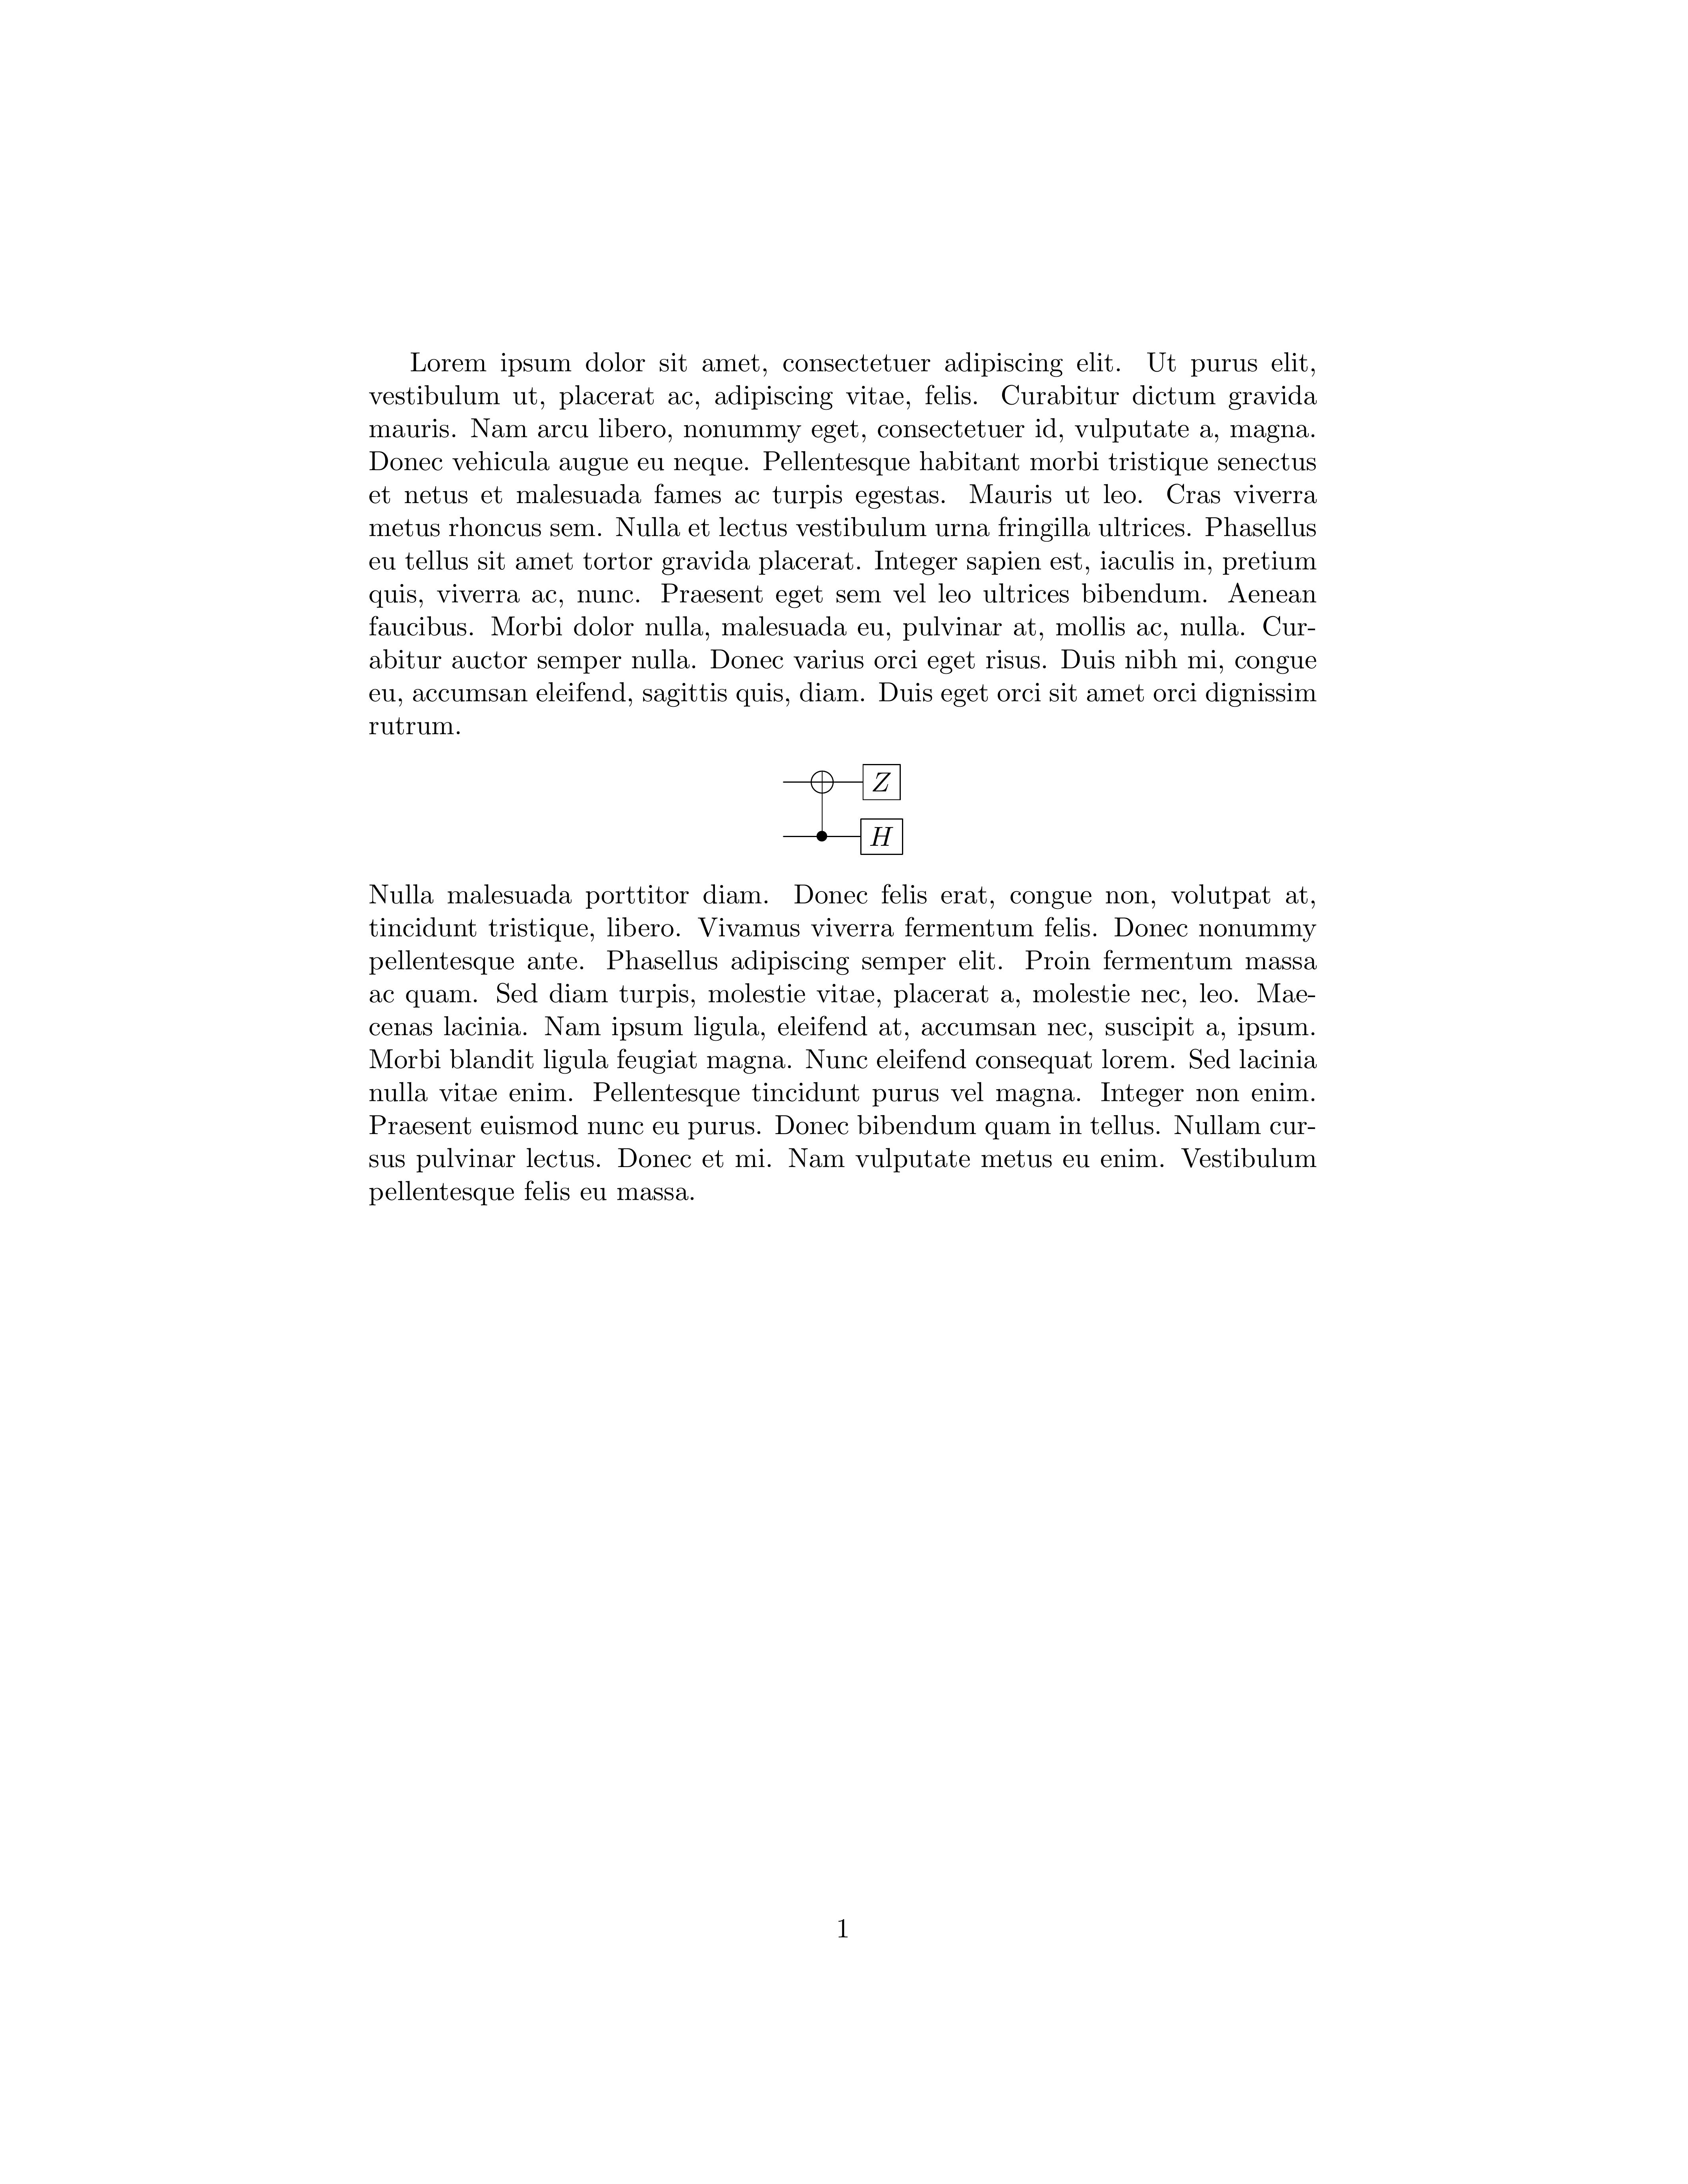 Lorem ipsum dolor sit amet, consectetuer adipiscing elit. Ut purus elit,
vestibulum ut, placerat ac, adipiscing vitae, felis. Curabitur dictum gravida
mauris. Nam arcu libero, nonummy eget, consectetuer id, vulputate a, magna.
Donec vehicula augue eu neque. Pellentesque habitant morbi tristique senectus
et netus et malesuada fames ac turpis egestas. Mauris ut leo. Cras viverra
metus rhoncus sem. Nulla et lectus vestibulum urna fringilla ultrices. Phasellus
eu tellus sit amet tortor gravida placerat. Integer sapien est, iaculis in, pretium
quis, viverra ac, nunc. Praesent eget sem vel leo ultrices bibendum. Aenean
faucibus. Morbi dolor nulla, malesuada eu, pulvinar at, mollis ac, nulla. Cur-
abitur auctor semper nulla. Donec varius orci eget risus. Duis nibh mi, congue
eu, accumsan eleifend, sagittis quis, diam. Duis eget orci sit amet orci dignissim
rutrum.
Z
H
Nulla malesuada porttitor diam. Donec felis erat, congue non, volutpat at,
tincidunt tristique, libero. Vivamus viverra fermentum felis. Donec nonummy
pellentesque ante. Phasellus adipiscing semper elit. Proin fermentum massa
ac quam. Sed diam turpis, molestie vitae, placerat a, molestie nec, leo. Mae-
cenas lacinia. Nam ipsum ligula, eleifend at, accumsan nec, suscipit a, ipsum.
Morbi blandit ligula feugiat magna. Nunc eleifend consequat lorem. Sed lacinia
nulla vitae enim. Pellentesque tincidunt purus vel magna. Integer non enim.
Praesent euismod nunc eu purus. Donec bibendum quam in tellus. Nullam cur-
sus pulvinar lectus. Donec et mi. Nam vulputate metus eu enim. Vestibulum
pellentesque felis eu massa.
1